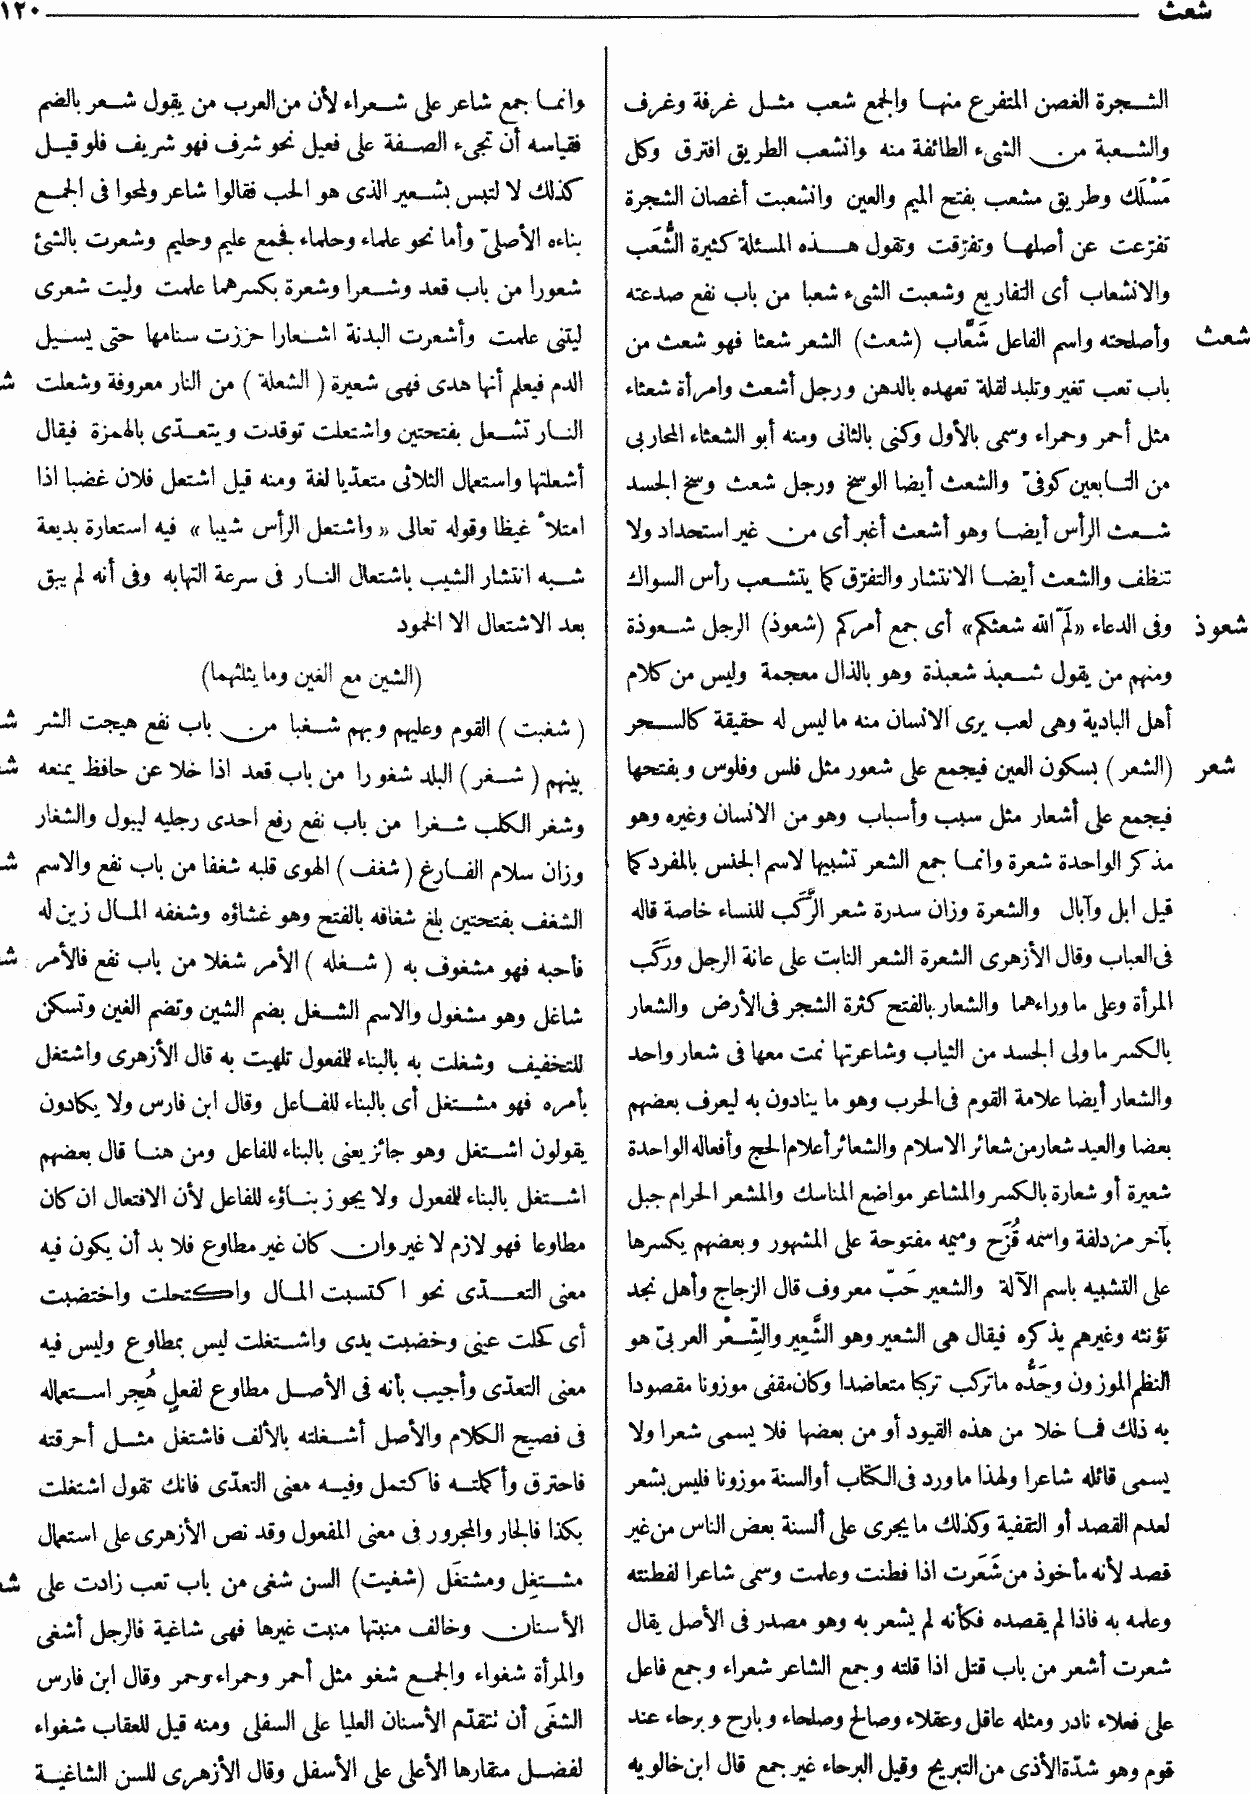 شعث
١٢٠
الشجرة الغصن المتفرع منها والجمع شعب مثل غرفة وغرف
والشعبة من الشىء الطائفة منه وانشعب الطريق افترق وكل
مَسْلَك وطريق مشعب بفتح الميم والعين وانشعبت أغصان الشجرة
تفرّعت عن أصلها وتفرّقت وتقول هذه المسئلة كثيرة الشُّعَب
والانشعاب أى التفاريع وشعبت الشىء شعبا من باب نفع صدعته
شعث
وأصلحته واسم الفاعل شَعَّاب (شعث) الشعر شعثا فهو شعث من
باب تعب تغير وتلبد لقلة تعهده بالدهن ورجل أشعث وامرأة شعثاء
مثل أحمر وحمراء وسمى بالأول وكنى بالثانى ومنه أبو الشعثاء المحاربى
من التابعين كوفىّ والشعث أيضا الوسخ ورجل شعث وسخ الجسد
شعث الرأس أيضا وهو أشعث أغبر أى من غير استحداد ولا
تنظف والشعث أيضا الانتشار والتفرّق كما يتشعب رأس السواك
شعوذ
وفى الدعاء «لَمّ الله شعثكم» أى جمع أمركم (شعوذ) الرجل شعوذة
ومنهم من يقول شعبذ شعبذة وهو بالذال معجمة وليس من كلام
أهل البادية وهى لعب يرى الانسان منه ما ليس له حقيقة كالسحر
شعر
(الشعر) بسكون العين فيجمع على شعور مثل فلس وفلوس وبفتحها
فيجمع على أشعار مثل سبب وأسباب وهو من الانسان وغيره وهو
مذكر الواحدة شعرة وانما جمع الشعر تشبيها لاسم الجنس بالمفرد كما
قيل ابل وآبال والشعرة وزان سدرة شعر الرَّكَب للنساء خاصة قاله
فى العباب وقال الأزهرى الشعرة الشعر النابت على عانة الرجل ورَكَب
المرأة وعلى ما وراءهما والشعار بالفتح كثرة الشجر فى الأرض والشعار
بالكسر ما ولى الجسد من الثياب وشاعرتها نمت معها فى شعار واحد
والشعار أيضا علامة القوم فى الحرب وهو ما ينادون به ليعرف بعضهم
بعضا والعيد شعار من شعائر الاسلام والشعائر أعلام الحج وأفعاله الواحدة
شعيرة أو شعارة بالكسر والمشاعر مواضع المناسك والمشعر الحرام جبل
بآخر مزدلفة واسمه قُزَح وميمه مفتوحة على المشهور وبعضهم يكسرها
على التشبيه باسم الآلة والشعير حَبّ معروف قال الزجاج وأهل نجد
تؤنثه وغيرهم يذكره فيقال هى الشعير وهو الشَّعِير والشِّعْر العربىّ هو
النظم الموزون وحَدُّه ما تركب تركبا متعاضدا وكان مقفى موزونا مقصودا
به ذلك فما خلا من هذه القيود أو من بعضها فلا يسمى شعرا ولا
يسمى قائله شاعرا ولهذا ما ورد فى الكتاب أو السنة موزونا فليس بشعر
لعدم القصد أو التقفية وكذلك ما يجرى على ألسنة بعض الناس من غير
قصد لأنه مأخوذ من شَعَرت اذا فطنت وعلمت وسمى شاعرا لفطنته
وعلمه به فاذا لم يقصده فكأنه لم يشعر به وهو مصدر فى الأصل يقال
شعرت أشعر من باب قتل اذا قلته وجمع الشاعر شعراء وجمع فاعل
على فعلاء نادر ومثله عاقل وعقلاء وصالح وصلحاء وبارح وبرحاء عند
قوم وهو شدّة الأذى من التبريح وقيل البرحاء غير جمع قال ابن خالويه
وانما جمع شاعر على شعراء لأن من العرب من يقول شعر بالضم
فقياسه أن تجىء الصفة على فعيل نحو شرف فهو شريف فلو قيل
كذلك لالتبس بشعير الذى هو الحب فقالوا شاعر ولمحوا فى الجمع
بناءه الأصلىّ وأما نحو علماء وحلماء فجمع عليم وحليم وشعرت بالشئ
شعورا من باب قعد وشعرا وشعرة بكسرهما علمت وليت شعرى
ليتنى علمت وأشعرت البدنة اشعارا حززت سنامها حتى يسيل
الدم فيعلم أنها هدى فهى شعيرة (الشعلة) من النار معروفة وشعلت
النار تشعل بفتحتين واشتعلت توقدت ويتعدّى بالهمزة فيقال
أشعلتها واستعمال الثلاثى متعدّيا لغة ومنه قيل اشتعل فلان غضبا اذا
امتلأ غيظا وقوله تعالى «واشتعل الرأس شيبا» فيه استعارة بديعة
شبه انتشار الشيب باشتعال النار فى سرعة التهابه وفى أنه لم يبق
بعد الاشتعال الا الخمود
(الشين مع الغين وما يثلثهما)
(شغبت) القوم وعليهم وبهم شغبا من باب نفع هيجت الشر
بينهم (شغر) البلد شغورا من باب قعد اذا خلا عن حافظ يمنعه
وشغر الكلب شغرا من باب نفع رفع احدى رجليه ليبول والشغار
وزان سلام الفارغ (شغف) الهوى قلبه شغفا من باب نفع والاسم
الشغف بفتحتين بلغ شغافه بالفتح وهو غشاؤه وشغفه المال زين له
فأحبه فهو مشغوف به (شغله) الأمر شغلا من باب نفع فالأمر
شاغل وهو مشغول والاسم الشغل بضم الشين وتضم الغين وتسكن
للتخفيف وشغلت به بالبناء للمفعول تلهيت به قال الأزهرى واشتغل
بأمره فهو مشتغل أى بالبناء للفاعل وقال ابن فارس ولا يكادون
يقولون اشتغل وهو جائز يعنى بالبناء للفاعل ومن هنا قال بعضهم
اشتغل بالبناء للمفعول ولا يجوز بناؤه للفاعل لأن الافتعال ان كان
مطاوعا فهو لازم لا غير وان كان غير مطاوع فلا بد أن يكون فيه
معنى التعدّى نحو اكتسبت المال واكتحلت واختضبت
أى كحلت عينى وخضبت يدى واشتغلت ليس بمطاوع وليس فيه
معنى التعدّى وأجيب بأنه فى الأصل مطاوع لفعلٍ هُجِر استعماله
فى فصيح الكلام والأصل أشغلته بالألف فاشتغل مثل أحرقته
فاحترق وأكملته فاكتمل وفيه معنى التعدّى فانك تقول اشتغلت
بكذا فالجار والمجرور فى معنى المفعول وقد نص الأزهرى على استعمال
مشتغِل ومشتغَل (شغيت) السن شغى من باب تعب زادت على
الأسنان وخالف منبتها منبت غيرها فهى شاغية فالرجل أشغى
والمرأة شغواء والجمع شغو مثل أحمر وحمراء وحمر وقال ابن فارس
الشغَى أن تتقدّم الأسنان العليا على السفلى ومنه قيل للعقاب شغواء
لفضل منقارها الأعلى على الأسفل وقال الأزهرى للسن الشاغية